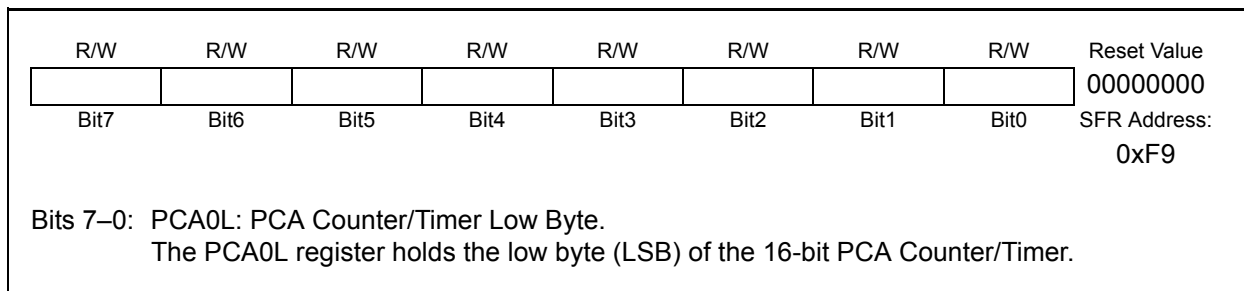 R/W R/W R/W R/W R/W R/W R/W R/W Reset Value
00000000
Bit7 Bit6 Bit5 Bit4 Bit3 Bit2 Bit1 Bit0 SFR Address:
0xF9
Bits 7–0: PCA0L: PCA Counter/Timer Low Byte.
The PCA0L register holds the low byte (LSB) of the 16-bit PCA Counter/Timer.